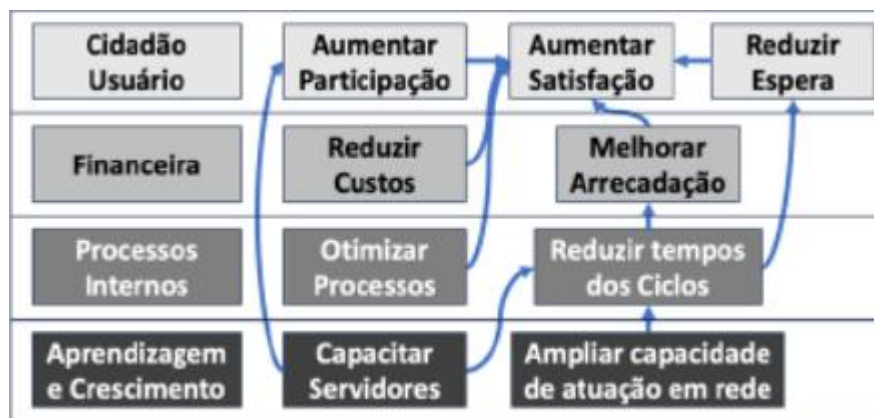 Cidadão
Usuário
Aumentar
Participação
Aumentar
Satisfação
Reduzir
Espera
Financeira
Reduzir
Custos
Melhorar
Arrecadação
Processos
Internos
Otimizar
Processos
Reduzir tempos
dos Ciclos
Aprendizagem
e Crescimento
Capacitar
Servidores
Ampliar capacidade
de atuação em rede